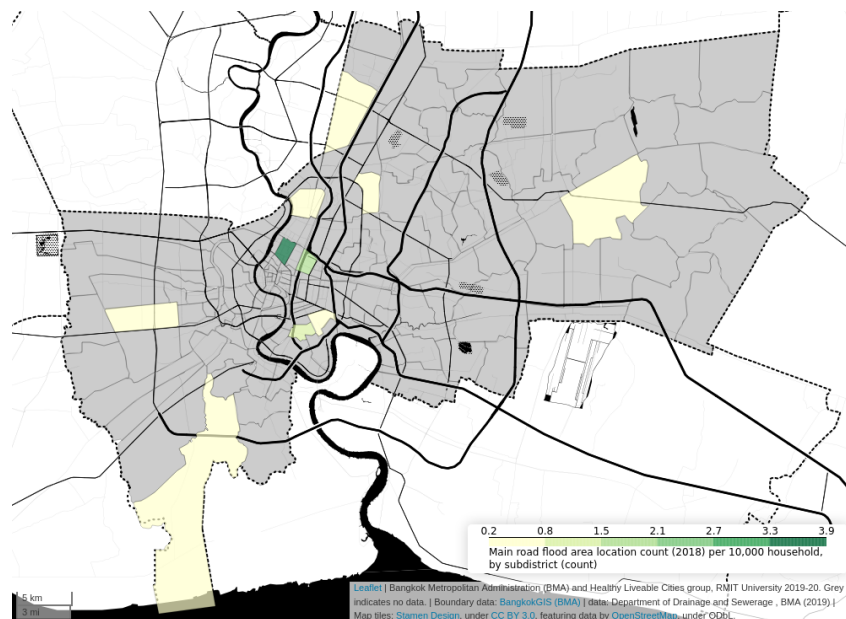 0.2 0.8 1.5 2.1 2.7 3.3 3.9
Main road flood area location count (2018) per 10,000 household,
by subdistrict (count)
5 km
3 mi
Leaflet | Bangkok Metropolitan Administration (BMA) and Healthy Liveable Cities group, RMIT University 2019-20. Grey
indicates no data. | Boundary data: BangkokGIS (BMA) | data: Department of Drainage and Sewerage , BMA (2019) |
Map tiles: Stamen Design, under CC BY 3.0, featuring data by OpenStreetMap, under ODbL.